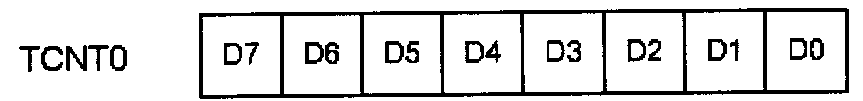 TCNT0 D7 D6 D5 D4 D3 D2 D1 D0